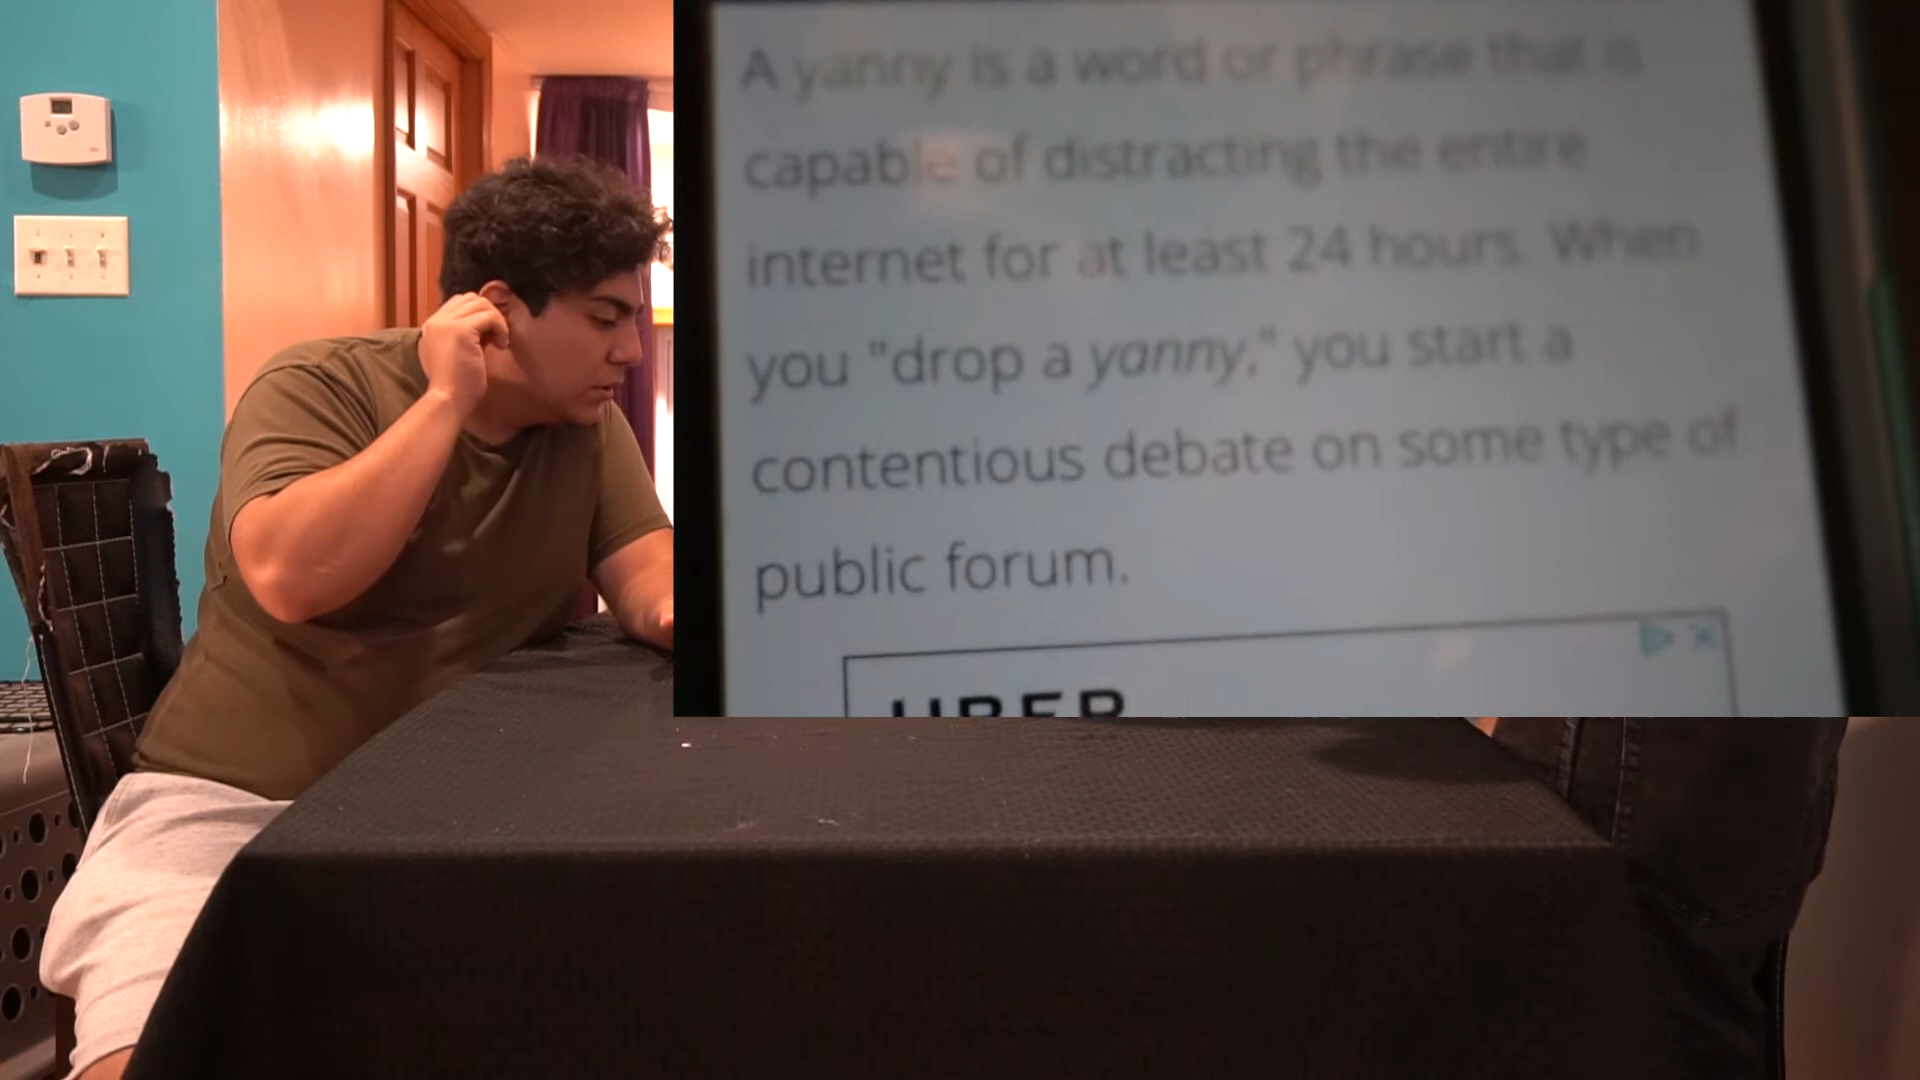 A yanny is a word or phrase that is
capable of distracting the entire
internet for at least 24 hours. When
you "drop a yanny," you start a
contentious debate on some type of
public forum.
UBER